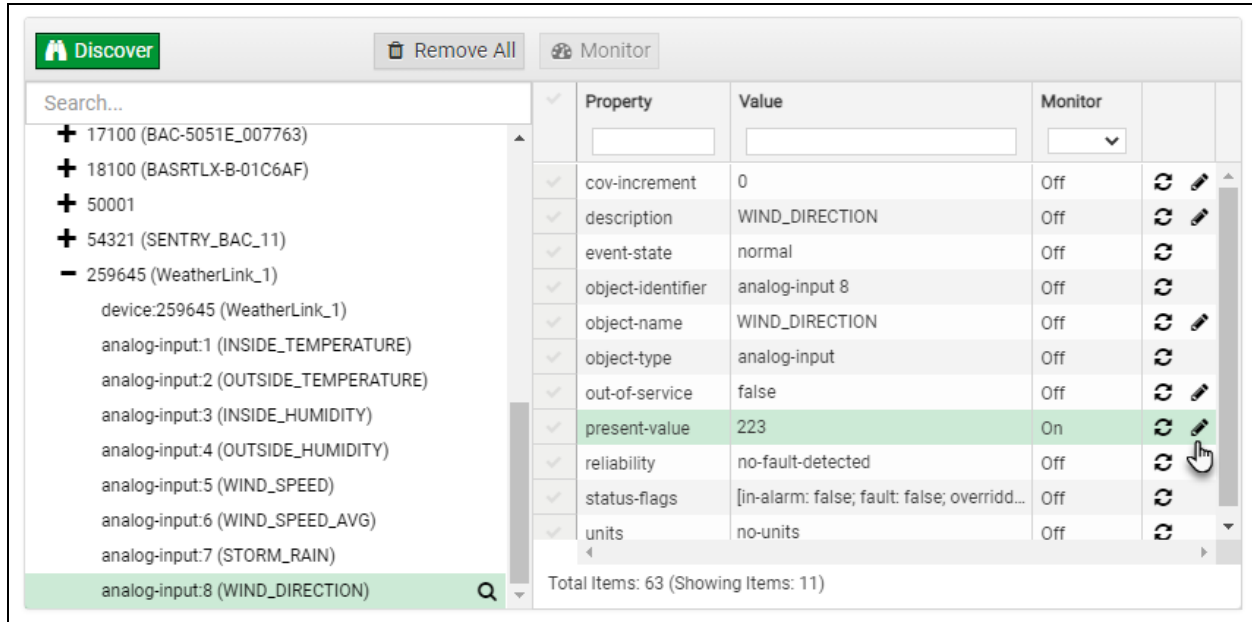 Discover
Remove All
Monitor
Search...
17100 (BAC-5051E_007763)
18100 (BASRTLX-B-01C6AF)
50001
54321 (SENTRY_BAC_11)
259645 (WeatherLink_1)
device:259645 (WeatherLink_1)
analog-input:1 (INSIDE_TEMPERATURE)
analog-input:2 (OUTSIDE_TEMPERATURE)
analog-input:3 (INSIDE_HUMIDITY)
analog-input:4 (OUTSIDE_HUMIDITY)
analog-input:5 (WIND_SPEED)
analog-input:6 (WIND_SPEED_AVG)
analog-input:7 (STORM_RAIN)
analog-input:8 (WIND_DIRECTION)
Property Value Monitor
cov-increment 0 Off
description WIND_DIRECTION Off
event-state normal Off
object-identifier analog-input 8 Off
object-name WIND_DIRECTION Off
object-type analog-input Off
out-of-service false Off
present-value 223 On
reliability no-fault-detected Off
status-flags [in-alarm: false; fault: false; overridd... Off
units no-units Off
Total Items: 63 (Showing Items: 11)